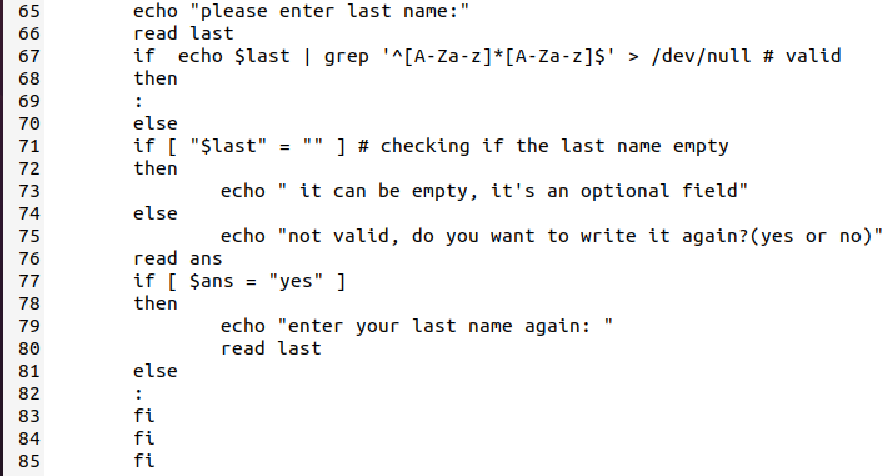 65 echo "please enter last name:"
66 read last
67 if  echo $last | grep '^[A-Za-z]*[A-Za-z]$' > /dev/null # valid
68 then
69 :
70 else
71 if [ "$last" = "" ] # checking if the last name empty
72 then
73 echo " it can be empty, it's an optional field"
74 else
75 echo "not valid, do you want to write it again?(yes or no)"
76 read ans
77 if [ $ans = "yes" ]
78 then
79 echo "enter your last name again: "
80 read last
81 else
82 :
83 fi
84 fi
85 fi